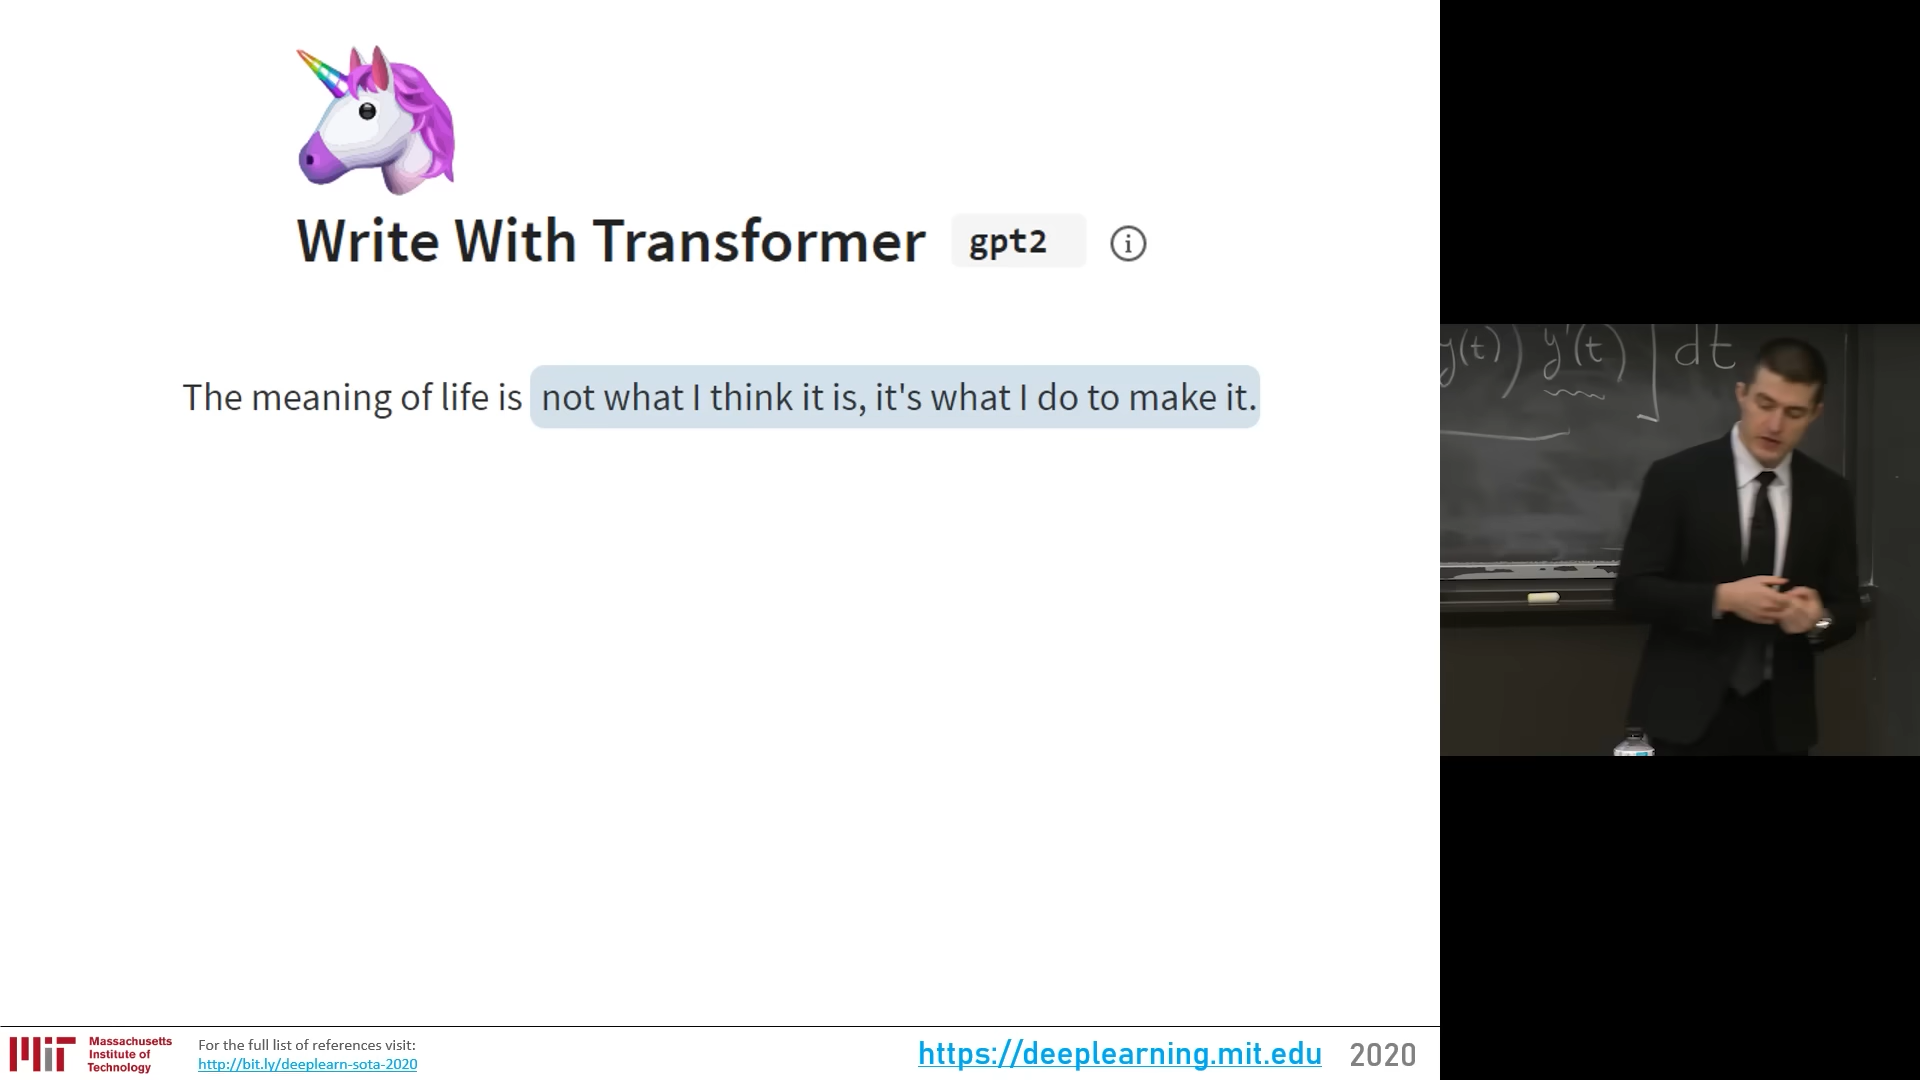 Write With Transformer gpt2 i
The meaning of life is not what I think it is, it's what I do to make it.
y(t)) y'(t) ] dt
MIT
Massachusetts
Institute of
Technology
For the full list of references visit:
http://bit.ly/deeplearn-sota-2020
https://deeplearning.mit.edu 2020